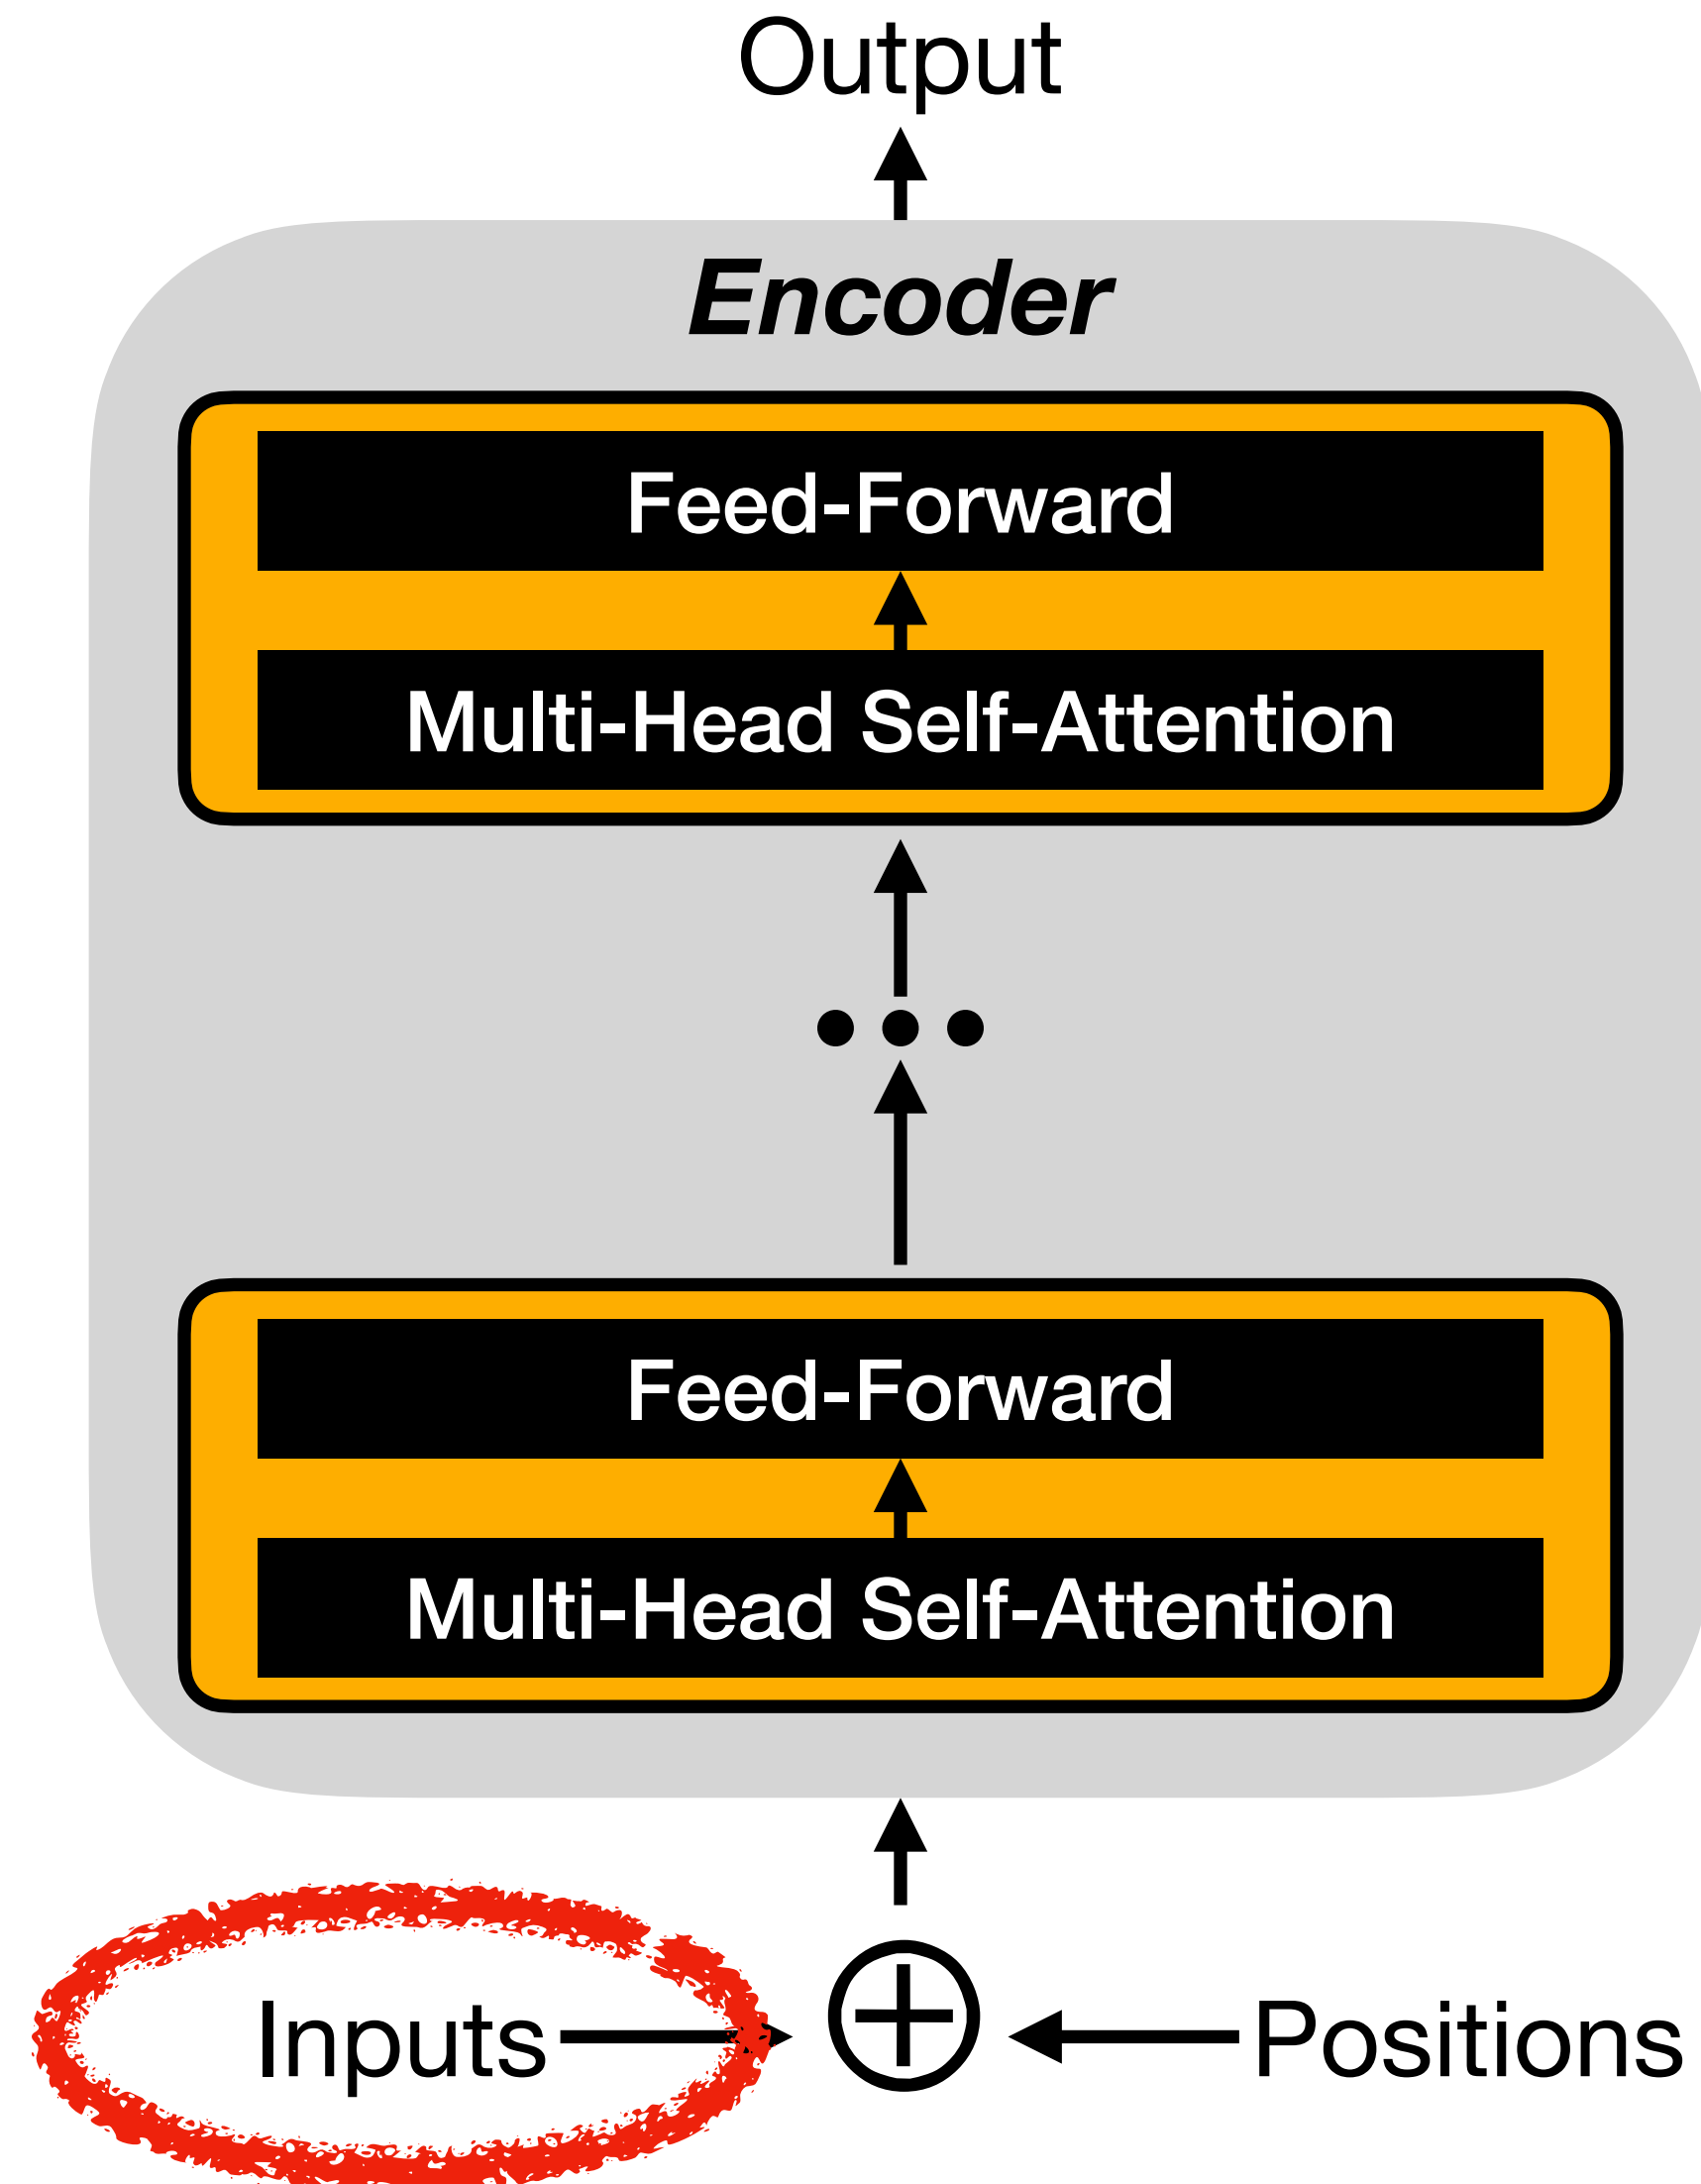 Output
Encoder
Feed-Forward
Multi-Head Self-Attention
Feed-Forward
Multi-Head Self-Attention
Inputs
Positions